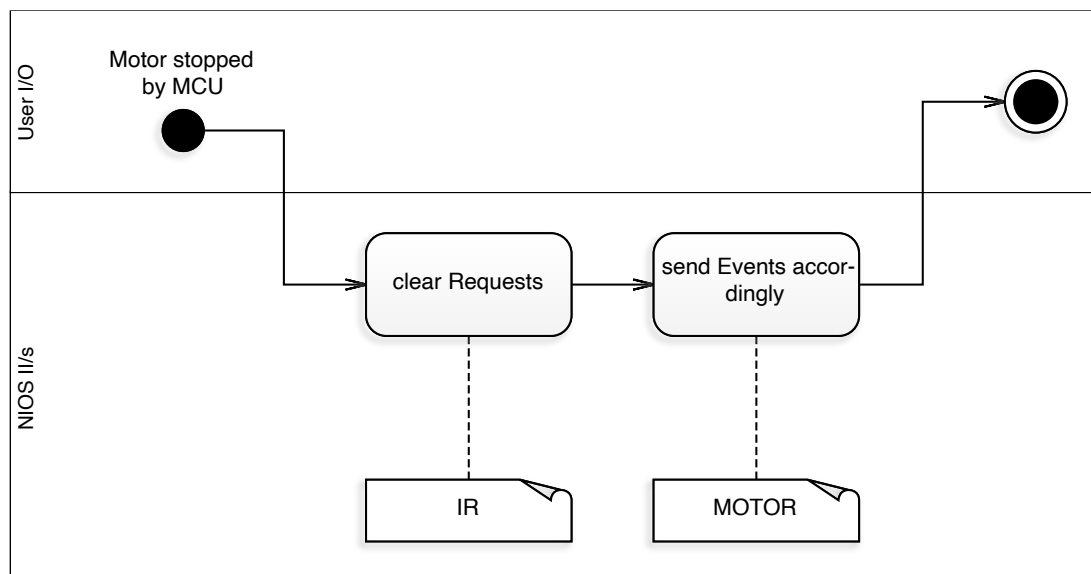 User I/O
Motor stopped
by MCU
NIOS II/s
clear Requests
send Events accor-
dingly
IR
MOTOR